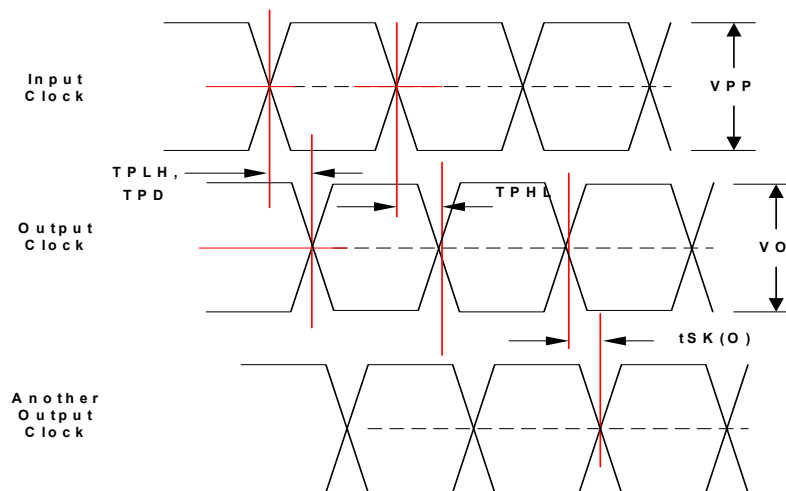 Input
Clock
VPP
TPLH,
TPD
TPHL
Output
Clock
VO
tSK(O)
Another
Output
Clock